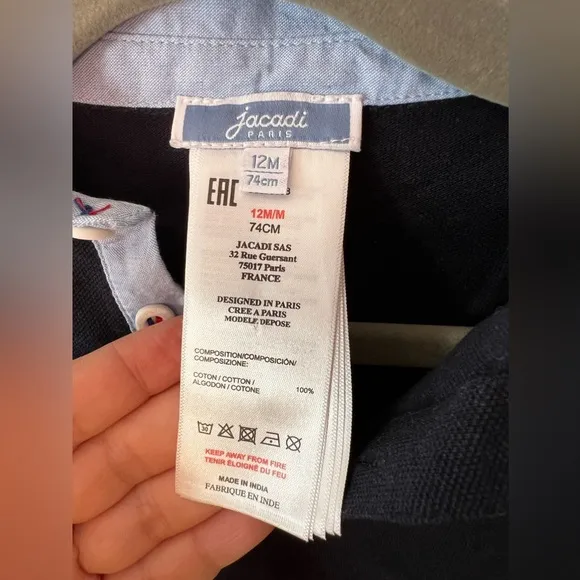 jacadi
PARIS
12M
74cm
EAC
12M/M
74CM
JACADI SAS
32 Rue Guersant
75017 Paris
FRANCE
DESIGNED IN PARIS
CREE A PARIS
MODELE DEPOSE
COMPOSITION/COMPOSICIÓN/
COMPOSIZIONE:
COTON / COTTON /
ALGODON / COTONE 100%
30
KEEP AWAY FROM FIRE
TENIR ÉLOIGNÉ DU FEU
MADE IN INDIA
FABRIQUE EN INDE